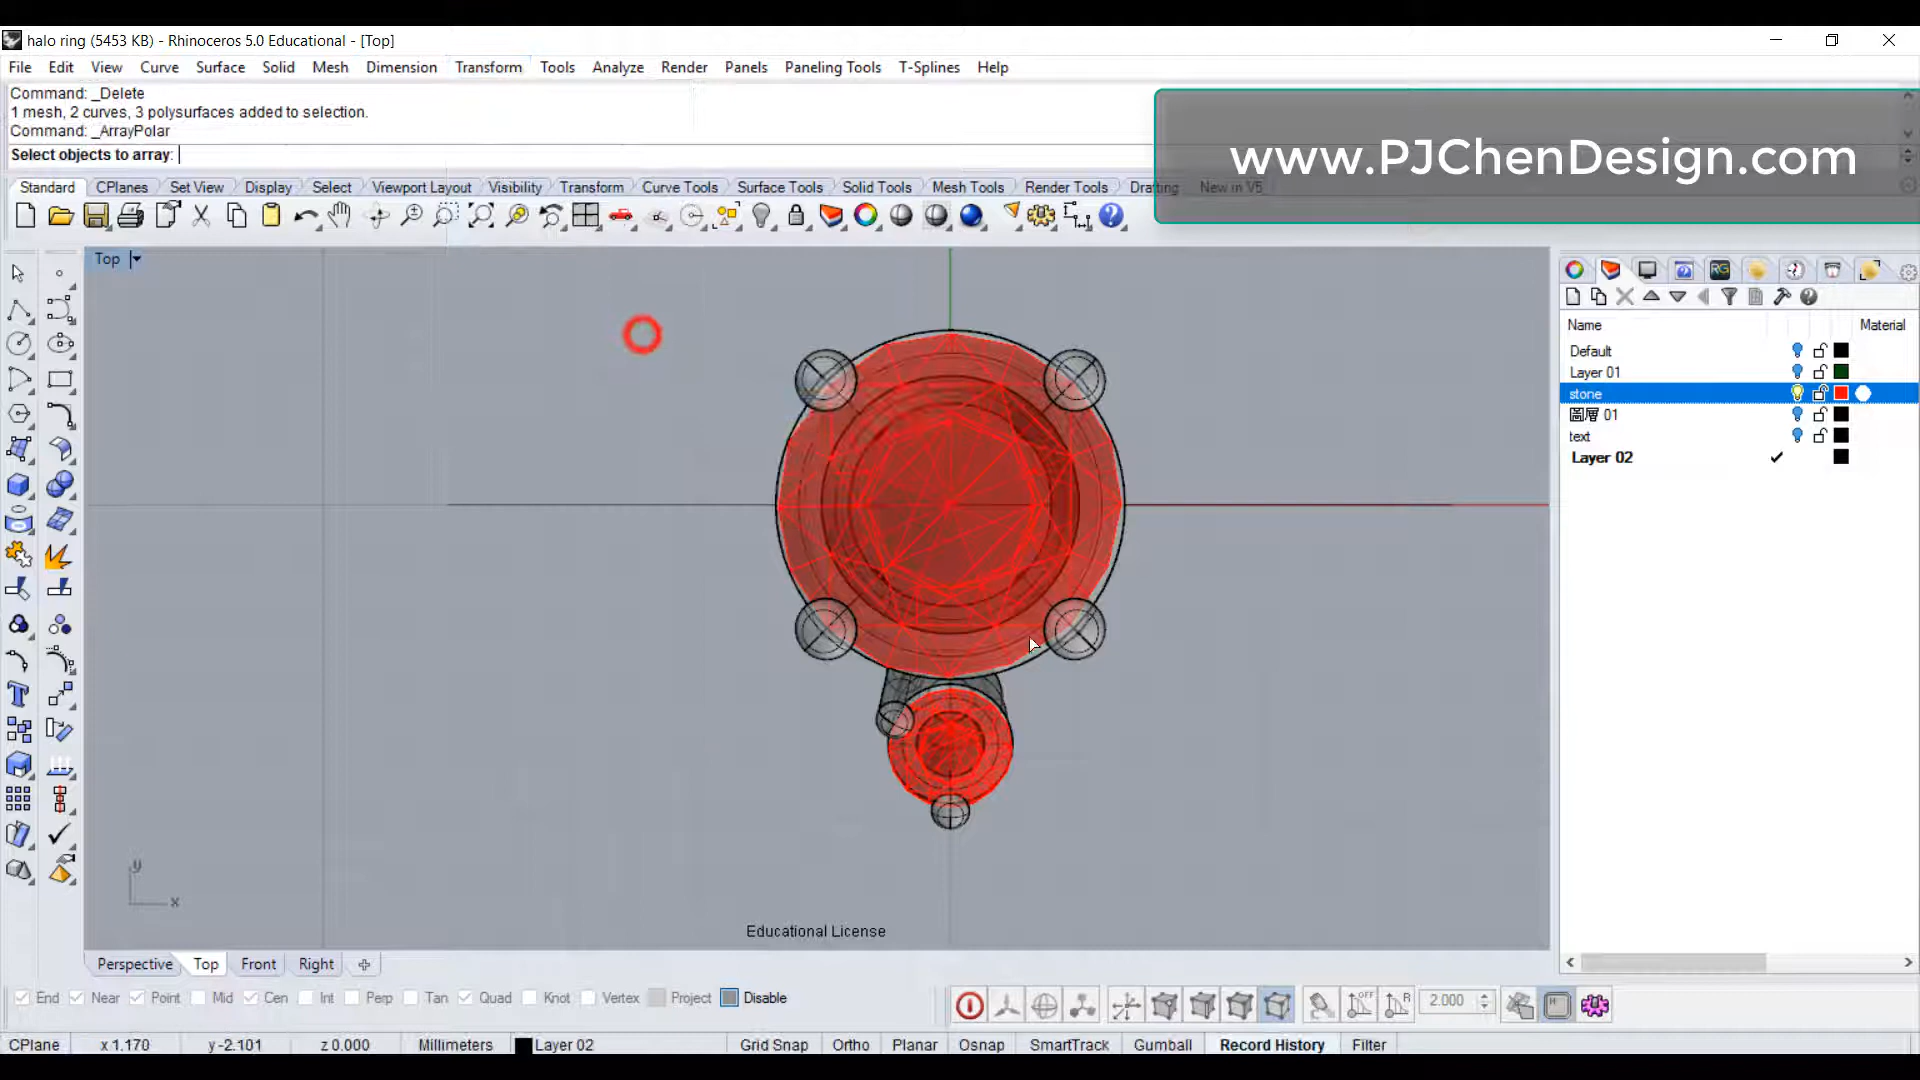 halo ring (5453 KB) - Rhinoceros 5.0 Educational - [Top]
File Edit View Curve Surface Solid Mesh Dimension Transform Tools Analyze Render Panels Paneling Tools T-Splines Help
Command: _Delete
1 mesh, 2 curves, 3 polysurfaces added to selection.
Command: _ArrayPolar
Select objects to array:
www.PJChenDesign.com
Standard CPlanes Set View Display Select Viewport Layout Visibility Transform Curve Tools Surface Tools Solid Tools Mesh Tools Render Tools Drafting New in V5
Top
RG
Name Material
Default
Layer 01
stone
圖層 01
text
Layer 02
y
x
Educational License
Perspective Top Front Right
End Near Point Mid Cen Int Perp Tan Quad Knot Vertex Project Disable
OFF
R
2.000
CPlane x 1.170 y -2.101 z 0.000 Millimeters Layer 02 Grid Snap Ortho Planar Osnap SmartTrack Gumball Record History Filter